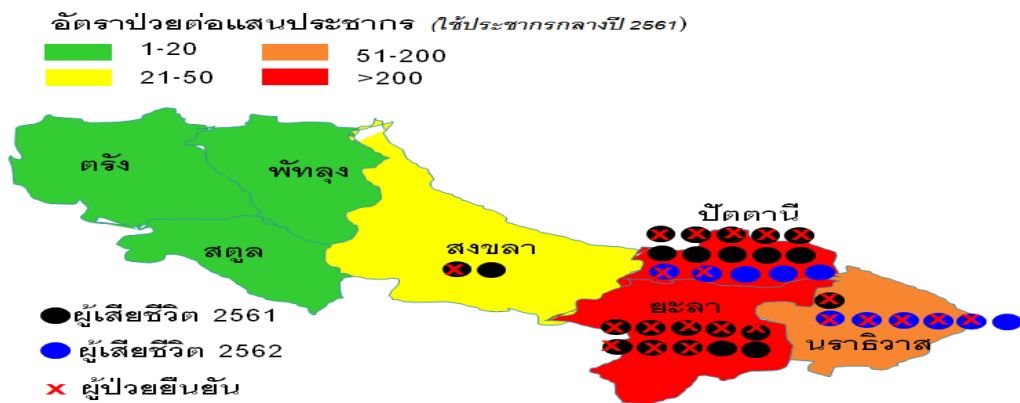 อัตราป่วยต่อแสนประชากร (ใช้ประชากรกลางปี 2561)
1-20
51-200
21-50
>200
ตรัง
พัทลุง
สตูล
สงขลา
ปัตตานี
ยะลา
นราธิวาส
ผู้เสียชีวิต 2561
ผู้เสียชีวิต 2562
ผู้ป่วยยืนยัน